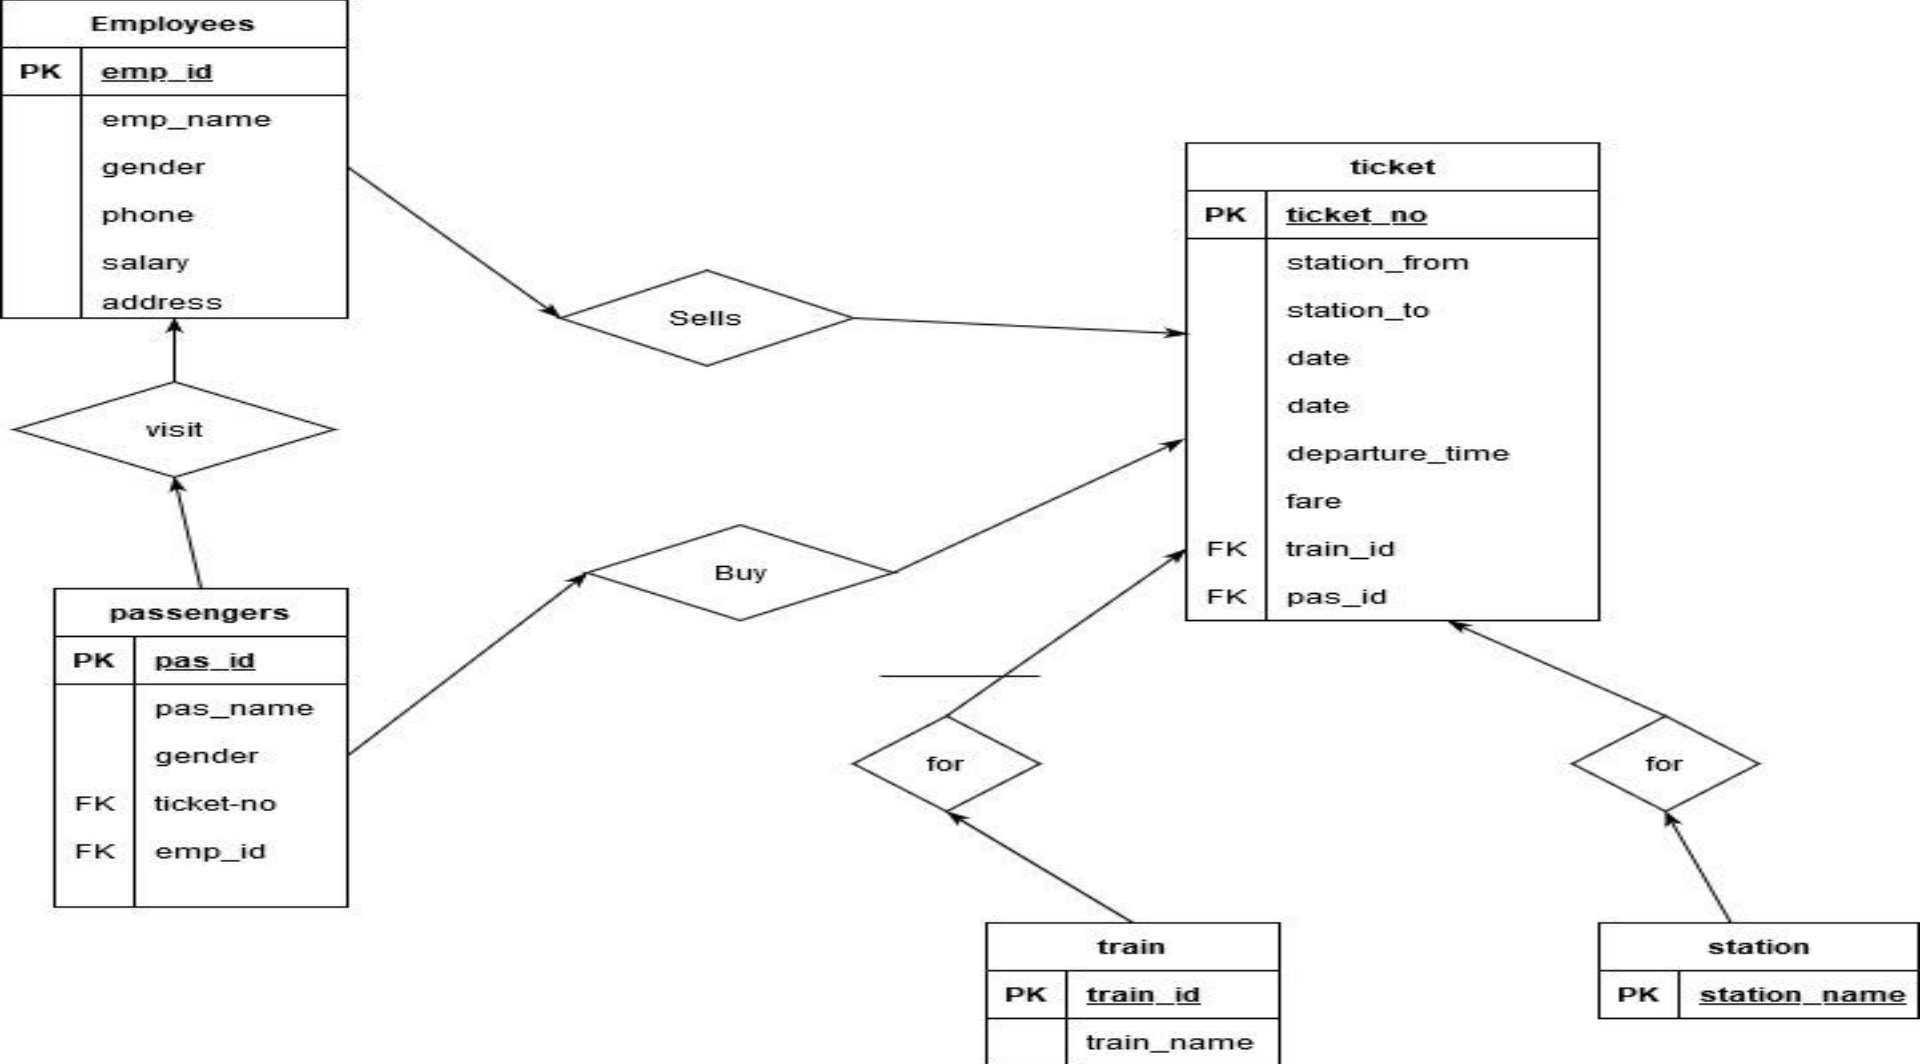 Employees
PK emp_id
emp_name
gender
phone
salary
address
Sells
visit
ticket
PK ticket_no
station_from
station_to
date
date
departure_time
fare
FK train_id
FK pas_id
Buy
passengers
PK pas_id
pas_name
gender
FK ticket-no
FK emp_id
for
for
train
PK train_id
train_name
station
PK station_name